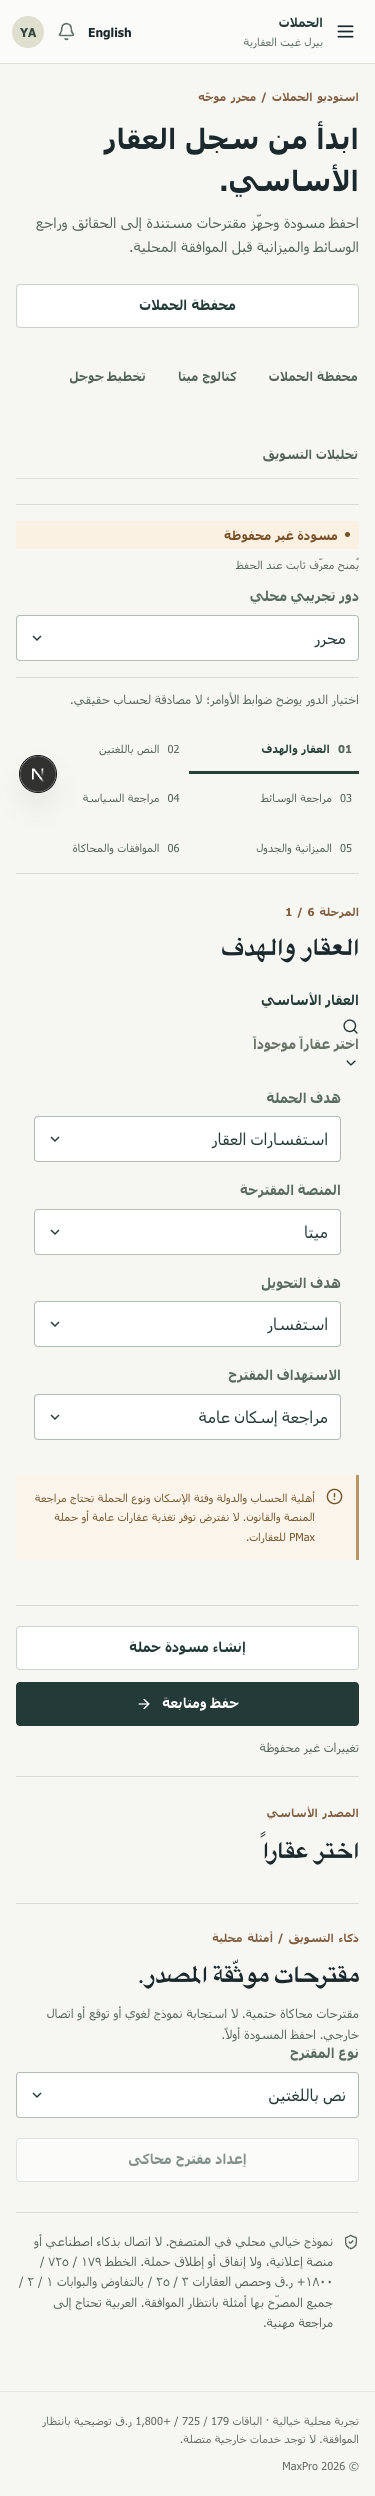 الحملات
بيرل غيت العقارية
English
YA
استوديو الحملات / محرر موجّه
ابدأ من سجل العقار
الأساسي.
احفظ مسودة وجهّز مقترحات مستندة إلى الحقائق وراجع
الوسائط والميزانية قبل الموافقة المحلية.
محفظة الحملات
محفظة الحملات
كتالوج ميتا
تخطيط جوجل
تحليلات التسويق
• مسودة غير محفوظة
يُمنح معرّف ثابت عند الحفظ
دور تجريبي محلي
محرر
اختيار الدور يوضح ضوابط الأوامر؛ لا مصادقة لحساب حقيقي.
01 العقار والهدف
02 النص باللغتين
03 مراجعة الوسائط
04 مراجعة السياسة
05 الميزانية والجدول
06 الموافقات والمحاكاة
N
المرحلة 6 / 1
العقار والهدف
العقار الأساسي
اختر عقاراً موجوداً
هدف الحملة
استفسارات العقار
المنصة المقترحة
ميتا
هدف التحويل
استفسار
الاستهداف المقترح
مراجعة إسكان عامة
أهلية الحساب والدولة وفئة الإسكان ونوع الحملة تحتاج مراجعة
المنصة والقانون. لا نفترض توفر تغذية عقارات عامة أو حملة
PMax للعقارات.
إنشاء مسودة حملة
حفظ ومتابعة
تغييرات غير محفوظة
المصدر الأساسي
اختر عقاراً
ذكاء التسويق / أمثلة محلية
مقترحات موثّقة المصدر.
مقترحات محاكاة حتمية. لا استجابة نموذج لغوي أو توقع أو اتصال
خارجي. احفظ المسودة أولاً.
نوع المقترح
نص باللغتين
إعداد مقترح محاكى
نموذج خيالي محلي في المتصفح. لا اتصال بذكاء اصطناعي أو
منصة إعلانية، ولا إنفاق أو إطلاق حملة. الخطط ١٧٩ / ٧٢٥ /
١٨٠٠+ ر.ق وحصص العقارات ٣ / ٢٥ / بالتفاوض والبوابات ١ / ٢ /
جميع المصرّح بها أمثلة بانتظار الموافقة. العربية تحتاج إلى
مراجعة مهنية.
تجربة محلية خيالية · الباقات 179 / 725 / +1,800 ر.ق توضيحية بانتظار
الموافقة. لا توجد خدمات خارجية متصلة.
© 2026 MaxPro